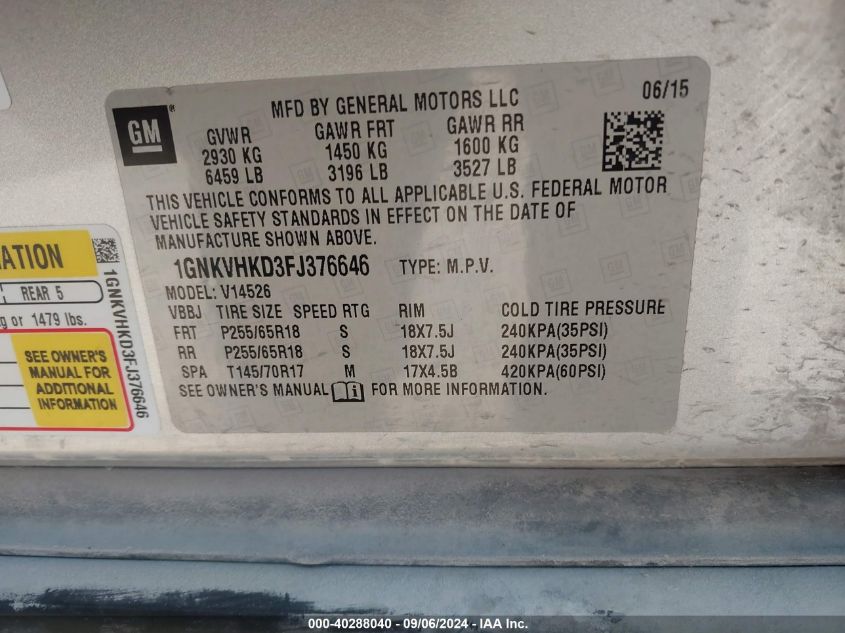 GM
MFD BY GENERAL MOTORS LLC
06/15
GVWR GAWR FRT GAWR RR
2930 KG 1450 KG 1600 KG
6459 LB 3196 LB 3527 LB
THIS VEHICLE CONFORMS TO ALL APPLICABLE U.S. FEDERAL MOTOR
VEHICLE SAFETY STANDARDS IN EFFECT ON THE DATE OF
MANUFACTURE SHOWN ABOVE.
1GNKVHKD3FJ376646 TYPE: M.P.V.
MODEL: V14526
VBBJ TIRE SIZE SPEED RTG RIM COLD TIRE PRESSURE
FRT P255/65R18 S 18X7.5J 240KPA(35PSI)
RR P255/65R18 S 18X7.5J 240KPA(35PSI)
SPA T145/70R17 M 17X4.5B 420KPA(60PSI)
SEE OWNER'S MANUAL FOR MORE INFORMATION.
REAR 5
or 1479 lbs.
SEE OWNER'S
MANUAL FOR
ADDITIONAL
INFORMATION
1GNKVHKD3FJ376646
000-40288040 - 09/06/2024 - IAA Inc.